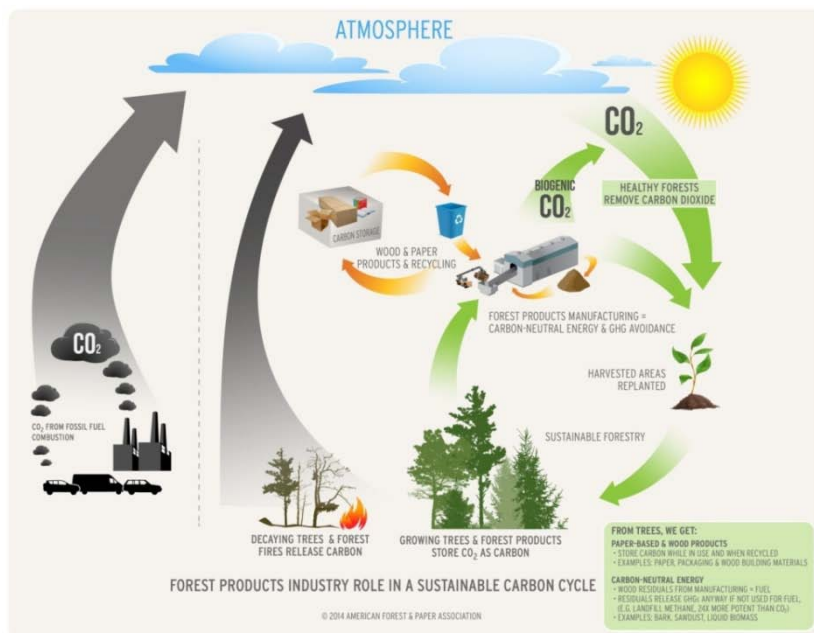 ATMOSPHERE
CO₂
BIOGENIC
CO₂
HEALTHY FORESTS
REMOVE CARBON DIOXIDE
CARBON STORAGE
WOOD & PAPER
PRODUCTS & RECYCLING
FOREST PRODUCTS MANUFACTURING =
CARBON-NEUTRAL ENERGY & GHG AVOIDANCE
CO₂
CO₂ FROM FOSSIL FUEL
COMBUSTION
HARVESTED AREAS
REPLANTED
SUSTAINABLE FORESTRY
DECAYING TREES & FOREST
FIRES RELEASE CARBON
GROWING TREES & FOREST PRODUCTS
STORE CO₂ AS CARBON
FROM TREES, WE GET:
PAPER-BASED & WOOD PRODUCTS
• STORE CARBON WHILE IN USE AND WHEN RECYCLED
• EXAMPLES: PAPER, PACKAGING & WOOD BUILDING MATERIALS
CARBON-NEUTRAL ENERGY
• WOOD RESIDUALS FROM MANUFACTURING = FUEL
• RESIDUALS RELEASE GHGs ANYWAY IF NOT USED FOR FUEL,
(E.G. LANDFILL METHANE, 24X MORE POTENT THAN CO₂)
• EXAMPLES: BARK, SAWDUST, LIQUID BIOMASS
FOREST PRODUCTS INDUSTRY ROLE IN A SUSTAINABLE CARBON CYCLE
© 2014 AMERICAN FOREST & PAPER ASSOCIATION